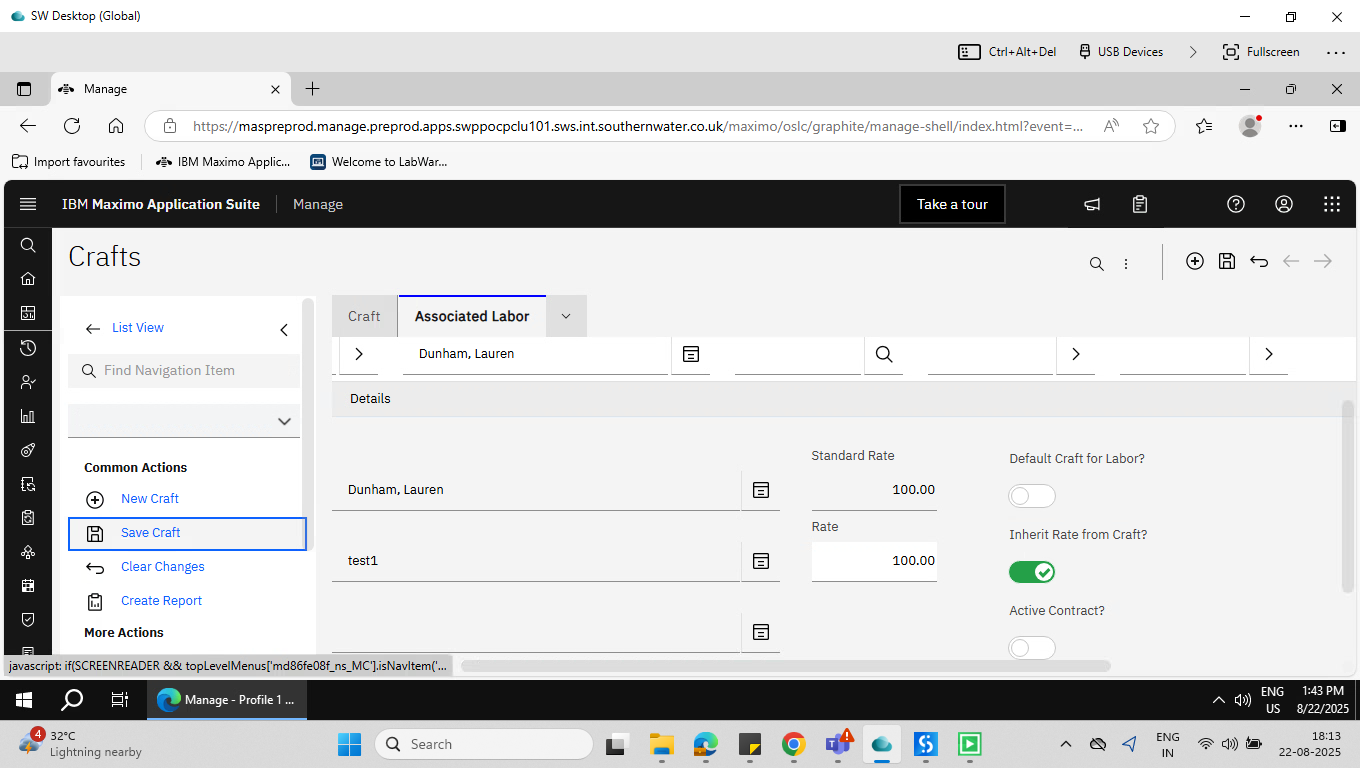 SW Desktop (Global)
Ctrl+Alt+Del
USB Devices
Fullscreen
Manage
https://maspreprod.manage.preprod.apps.swppocpclu101.sws.int.southernwater.co.uk/maximo/oslc/graphite/manage-shell/index.html?event=...
Import favourites
IBM Maximo Applic...
Welcome to LabWar...
IBM Maximo Application Suite
Manage
Take a tour
Crafts
List View
Find Navigation Item
Common Actions
New Craft
Save Craft
Clear Changes
Create Report
More Actions
Craft
Associated Labor
Dunham, Lauren
Details
Standard Rate
Default Craft for Labor?
Dunham, Lauren
100.00
Rate
Inherit Rate from Craft?
test1
100.00
Active Contract?
javascript: if(SCREENREADER && topLevelMenus['md86fe08f_ns_MC'].isNavItem('...
Manage - Profile 1 ...
ENG
US
1:43 PM
8/22/2025
4
32°C
Lightning nearby
Search
ENG
IN
18:13
22-08-2025